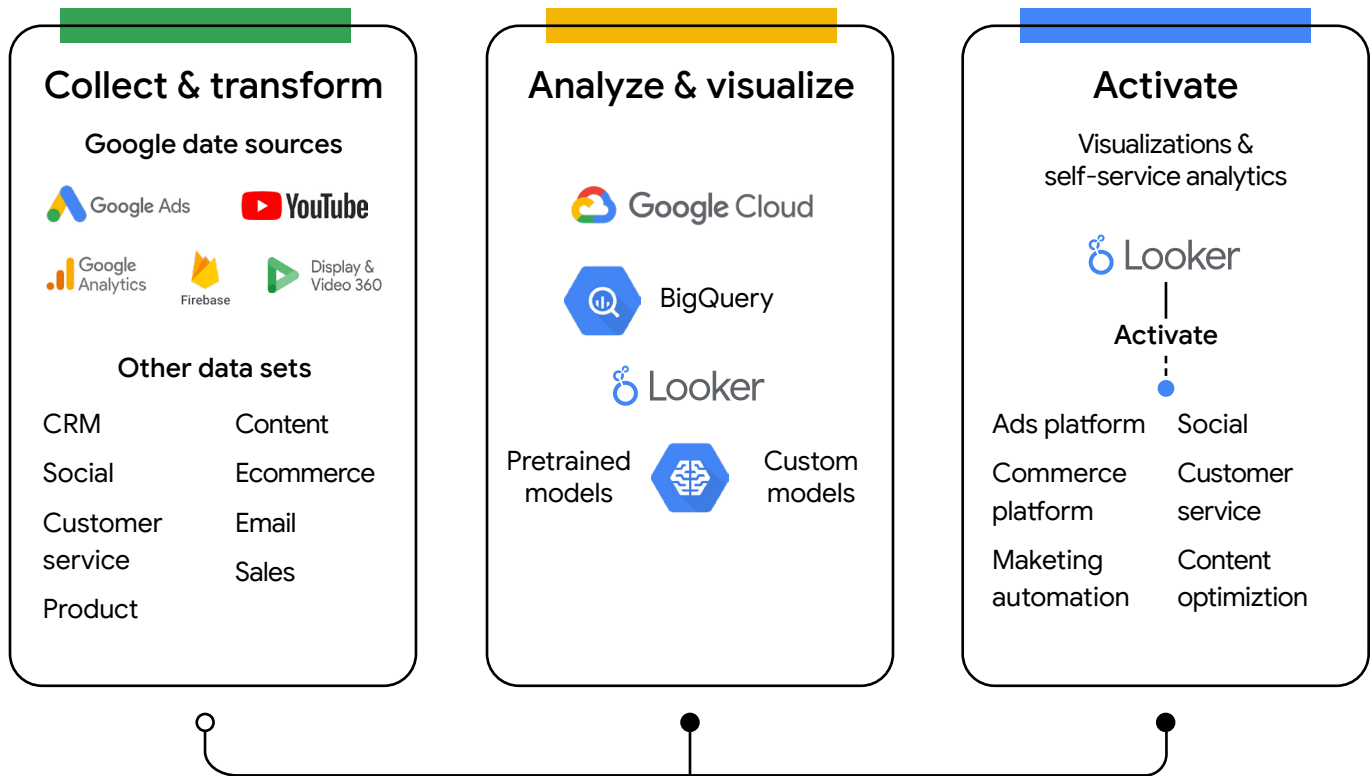 Collect & transform
Google date sources
Google Ads
YouTube
Google
Analytics
Firebase
Display &
Video 360
Other data sets
CRM
Social
Customer
service
Product
Content
Ecommerce
Email
Sales
Analyze & visualize
Google Cloud
BigQuery
Looker
Pretrained
models
Custom
models
Activate
Visualizations &
self-service analytics
Looker
Activate
Ads platform
Commerce
platform
Maketing
automation
Social
Customer
service
Content
optimiztion